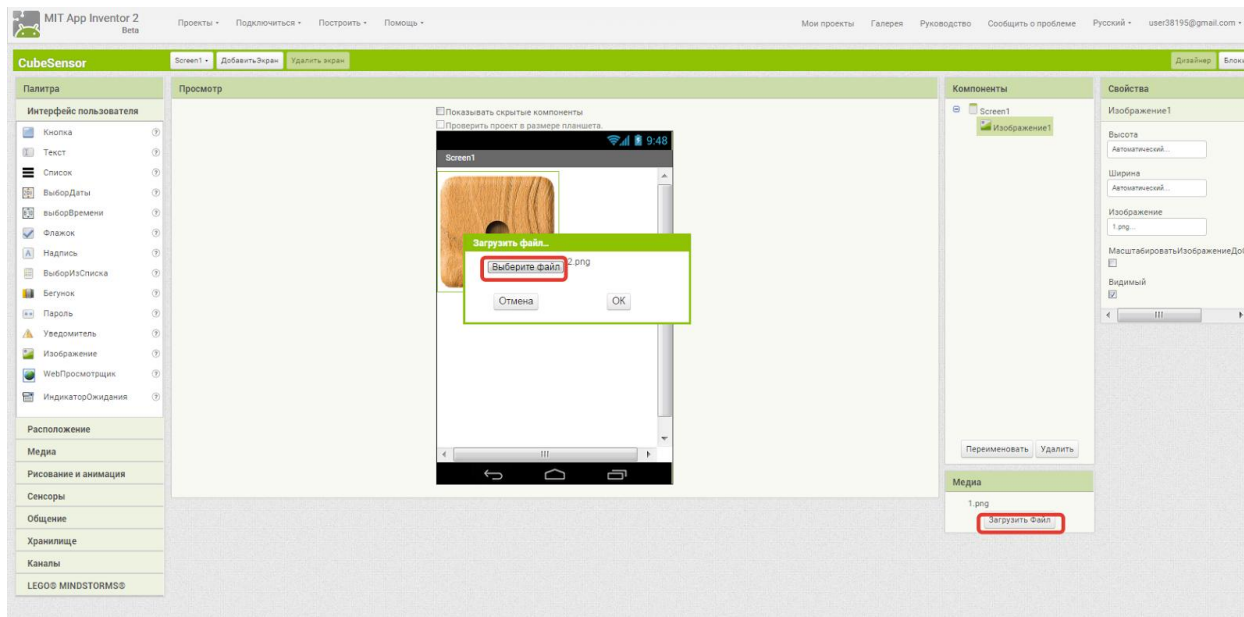 MIT App Inventor 2
Beta
Проекты Подключиться Построить Помощь
Мои проекты Галерея Руководство Сообщить о проблеме Русский user38195@gmail.com
CubeSensor
Screen1 ДобавитьЭкран Удалить экран
Дизайнер Блоки
Палитра
Интерфейс пользователя
Кнопка
Текст
Список
ВыборДаты
выборВремени
Флажок
Надпись
ВыборИзСписка
Бегунок
Пароль
Уведомитель
Изображение
WebПросмотрщик
ИндикаторОжидания
Расположение
Медиа
Рисование и анимация
Сенсоры
Общение
Хранилище
Каналы
LEGO® MINDSTORMS®
Просмотр
Показывать скрытые компоненты
Проверить проект в размере планшета.
9:48
Screen1
Загрузить файл...
Выберите файл 2.png
Отмена OK
Компоненты
Screen1
Изображение1
Переименовать Удалить
Медиа
1.png
Загрузить Файл
Свойства
Изображение1
Высота
Автоматический...
Ширина
Автоматический...
Изображение
1.png...
МасштабироватьИзображениеДо
Видимый